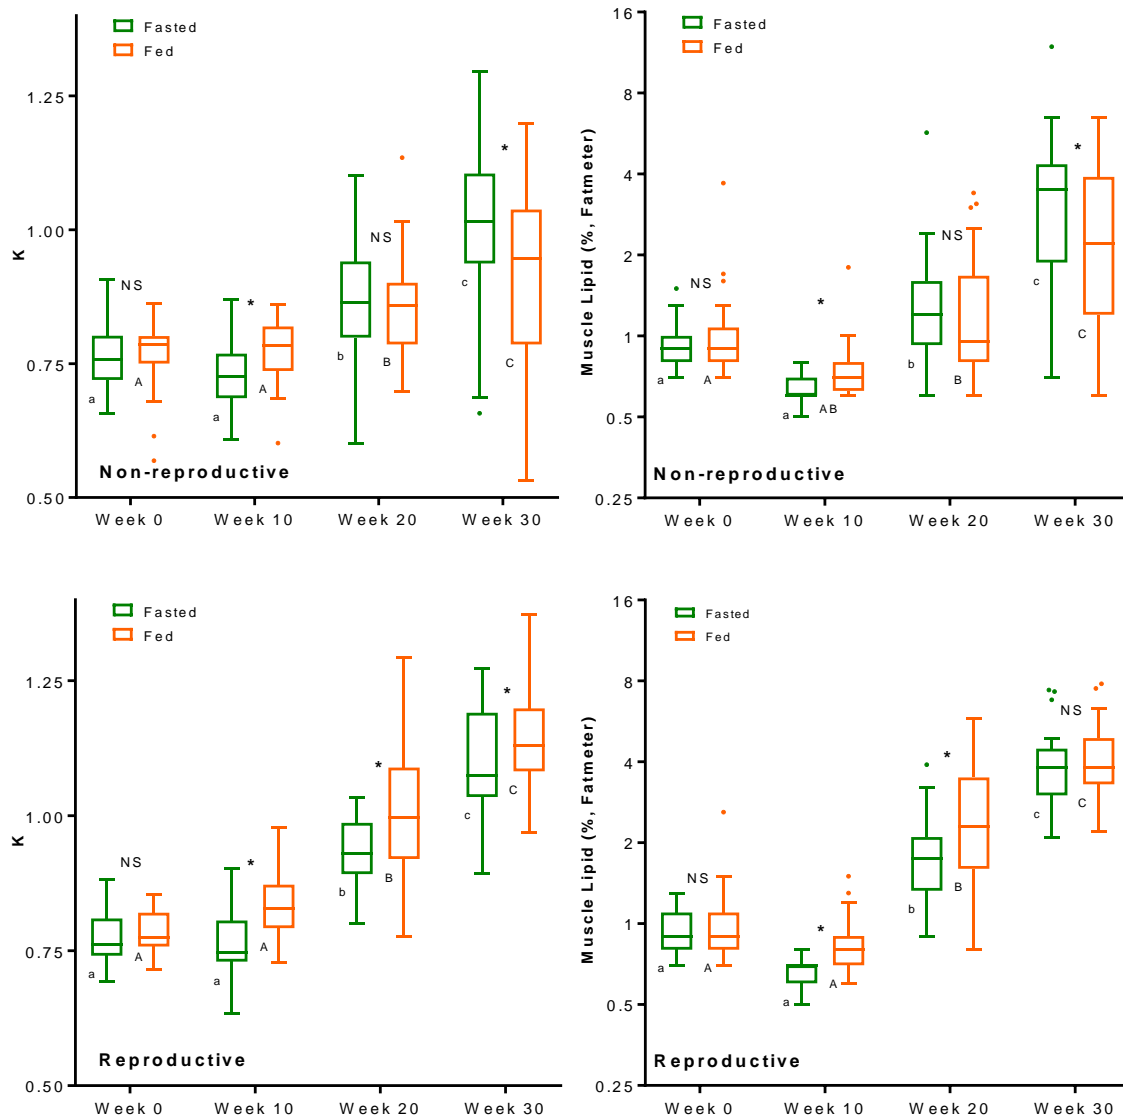 Fasted
Fed
K
1.25
1.00
0.75
0.50
NS
*
NS
*
a
A
a
A
b
B
c
C
Non-reproductive
Week 0
Week 10
Week 20
Week 30
Fasted
Fed
Muscle Lipid (%, Fatmeter)
16
8
4
2
1
0.5
0.25
NS
*
NS
*
a
A
a
AB
b
B
c
C
Non-reproductive
Week 0
Week 10
Week 20
Week 30
Fasted
Fed
K
1.25
1.00
0.75
0.50
NS
*
*
*
a
A
a
A
b
B
c
C
Reproductive
Week 0
Week 10
Week 20
Week 30
Fasted
Fed
Muscle Lipid (%, Fatmeter)
16
8
4
2
1
0.5
0.25
NS
*
*
NS
a
A
a
A
b
B
c
C
Reproductive
Week 0
Week 10
Week 20
Week 30